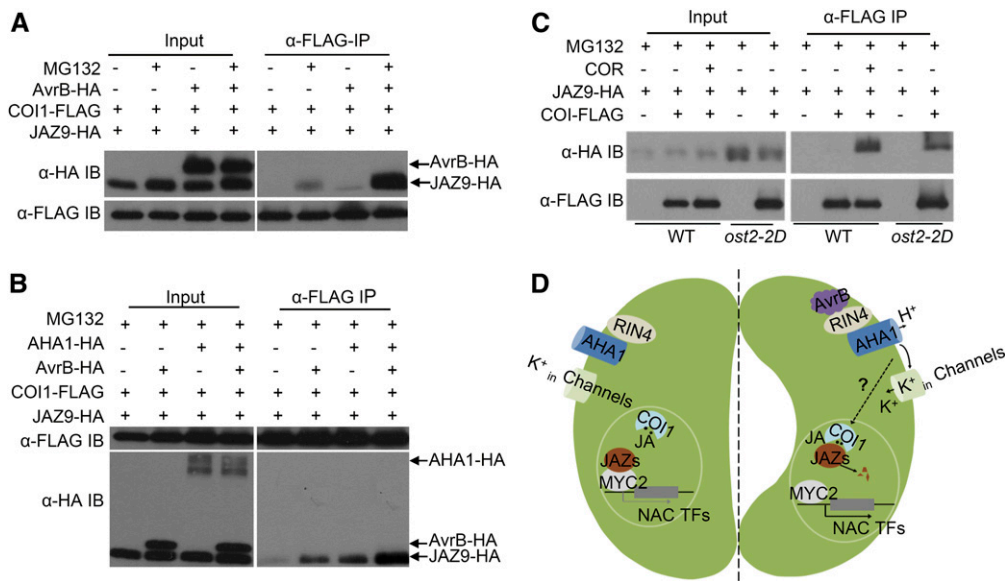 A
Input α-FLAG-IP
MG132 - + - + - + - +
AvrB-HA - - + + - - + +
COI1-FLAG + + + + + + + +
JAZ9-HA + + + + + + + +
α-HA IB
AvrB-HA
JAZ9-HA
α-FLAG IB
B
Input α-FLAG IP
MG132 + + + + + + + +
AHA1-HA - - + + - - + +
AvrB-HA - + - + - + - +
COI1-FLAG + + + + + + + +
JAZ9-HA + + + + + + + +
α-FLAG IB
AHA1-HA
α-HA IB
AvrB-HA
JAZ9-HA
C
Input α-FLAG IP
MG132 + + + + + + + + + +
COR + +
JAZ9-HA + + + + + + + + + +
COI-FLAG + + + + + +
α-HA IB
α-FLAG IB
WT ost2-2D WT ost2-2D
D
RIN4
AHA1
K+ in Channels
COI1
JA
JAZs
MYC2
NAC TFs
AvrB
RIN4
AHA1
H+
K+ in Channels
K+
?
JA COI1
JAZs
MYC2
NAC TFs